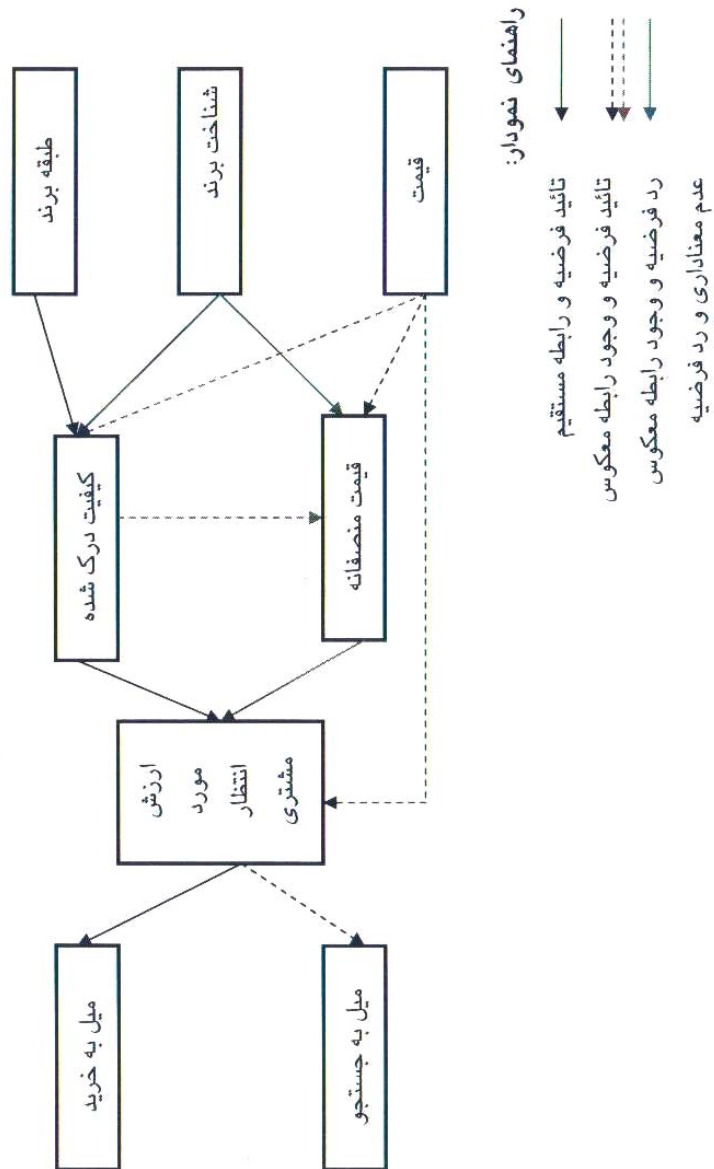 طبقه برند
شناخت برند
قیمت
کیفیت درک شده
قیمت منصفانه
ارزش
مورد
انتظار
مشتری
میل به خرید
میل به جستجو
راهنمای نمودار:
تائید فرضیه و رابطه مستقیم
تائید فرضیه و وجود رابطه معکوس
رد فرضیه و وجود رابطه معکوس
عدم معناداری و رد فرضیه